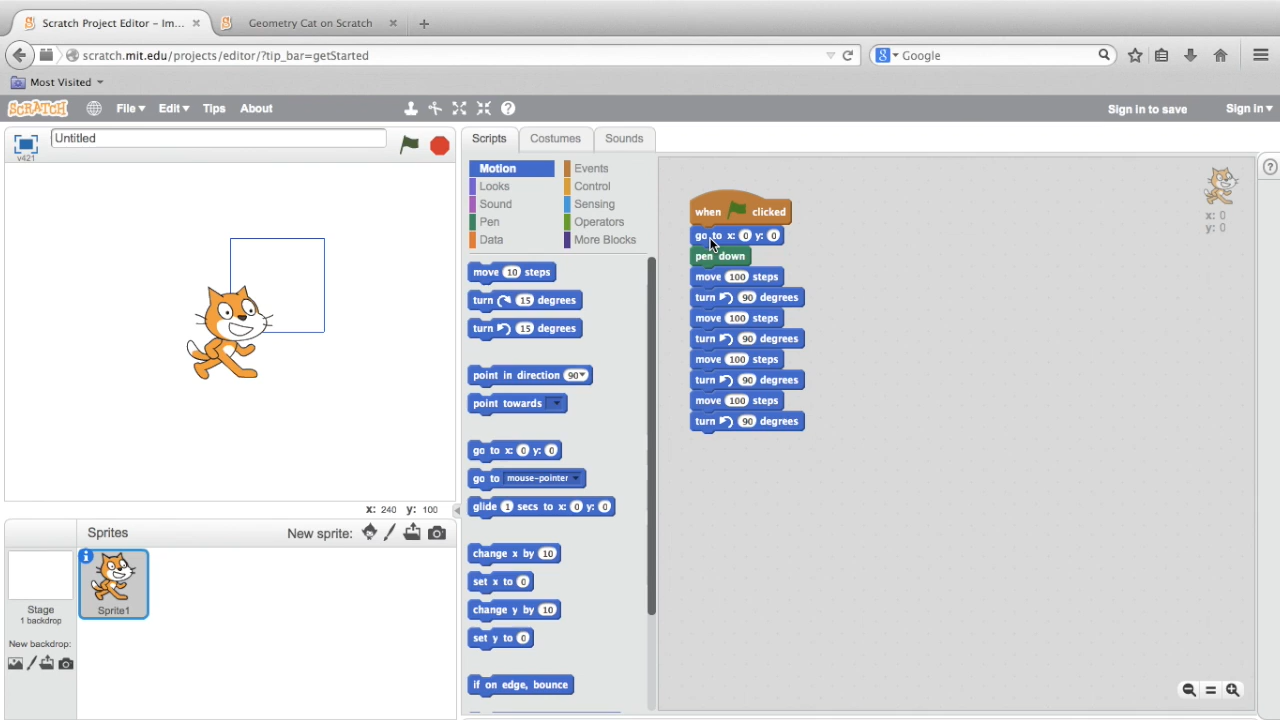 Scratch Project Editor – Im... × Geometry Cat on Scratch × +
scratch.mit.edu/projects/editor/?tip_bar=getStarted 8 Google
Most Visited
SCRATCH File Edit Tips About Sign in to save Sign in
v421 Untitled
Scripts Costumes Sounds
Motion Events
Looks Control
Sound Sensing
Pen Operators
Data More Blocks
move 10 steps
turn 15 degrees
turn 15 degrees
point in direction 90
point towards
go to x: 0 y: 0
go to mouse-pointer
glide 1 secs to x: 0 y: 0
change x by 10
set x to 0
change y by 10
set y to 0
if on edge, bounce
when clicked
go to x: 0 y: 0
pen down
move 100 steps
turn 90 degrees
move 100 steps
turn 90 degrees
move 100 steps
turn 90 degrees
move 100 steps
turn 90 degrees
x: 0
y: 0
x: 240 y: 100
Sprites New sprite:
Sprite1
Stage
1 backdrop
New backdrop: